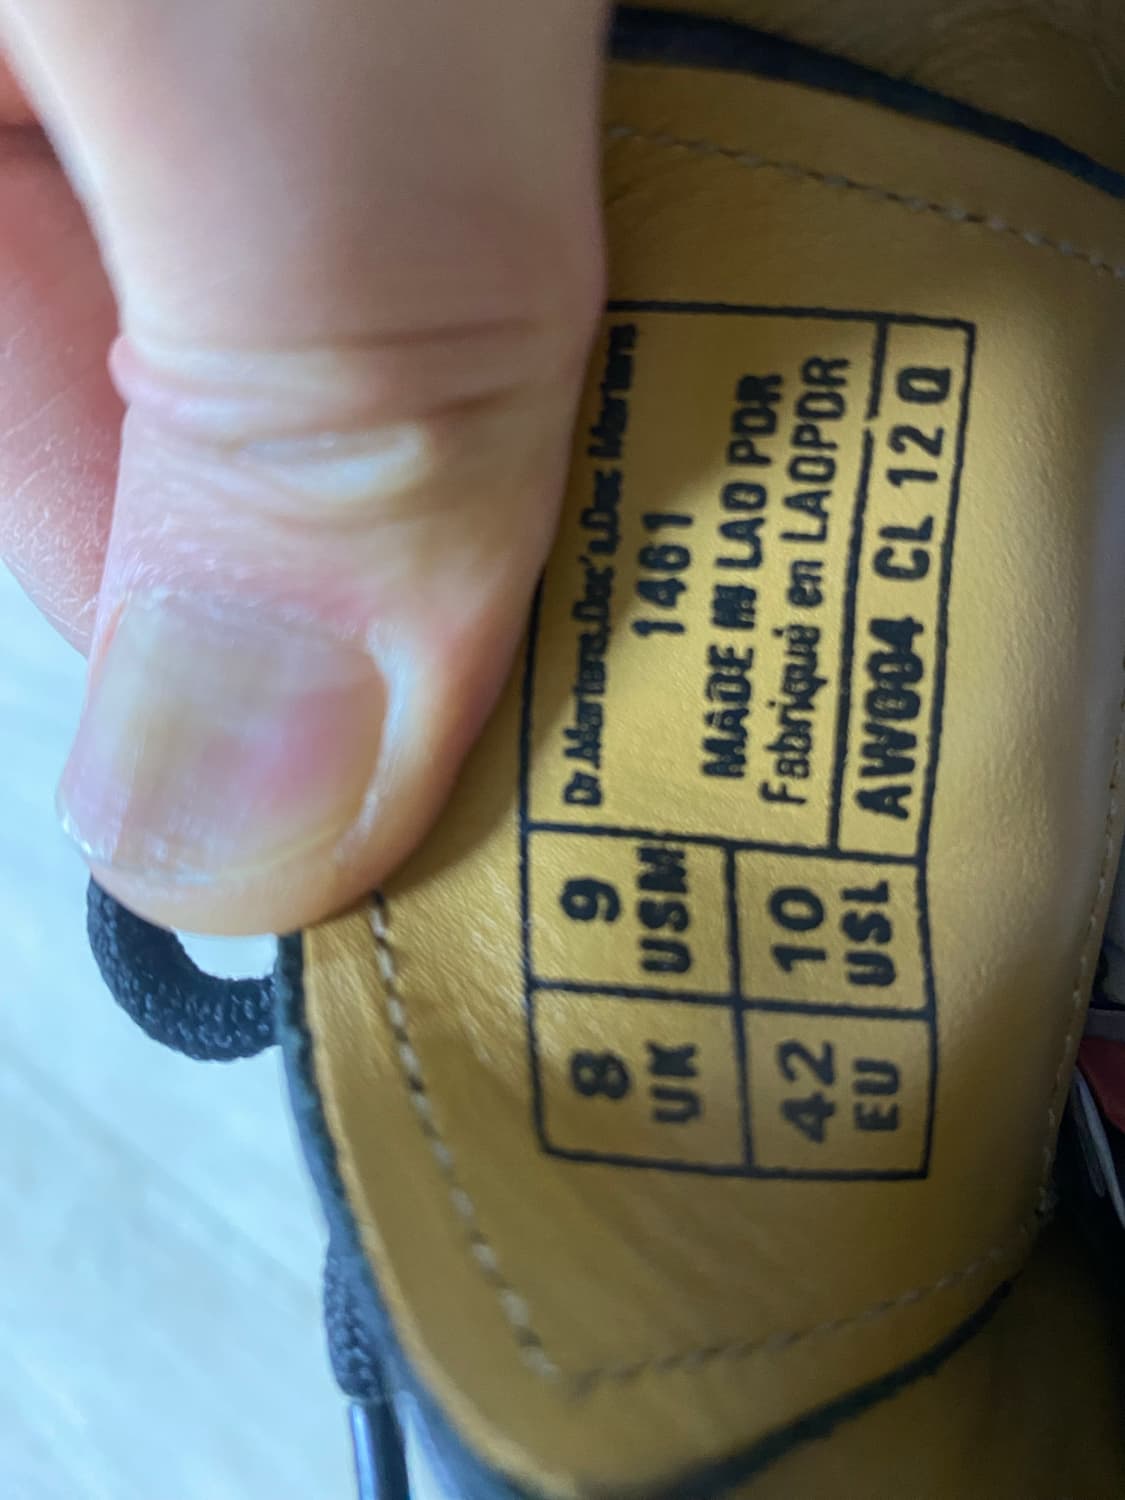 Dr.Martens,Doc's,Doc Martens
1461
MADE IN LAO PDR
Fabriqué en LAOPDR
AW004 CL 12 Q
8
UK
9
USM
42
EU
10
USL